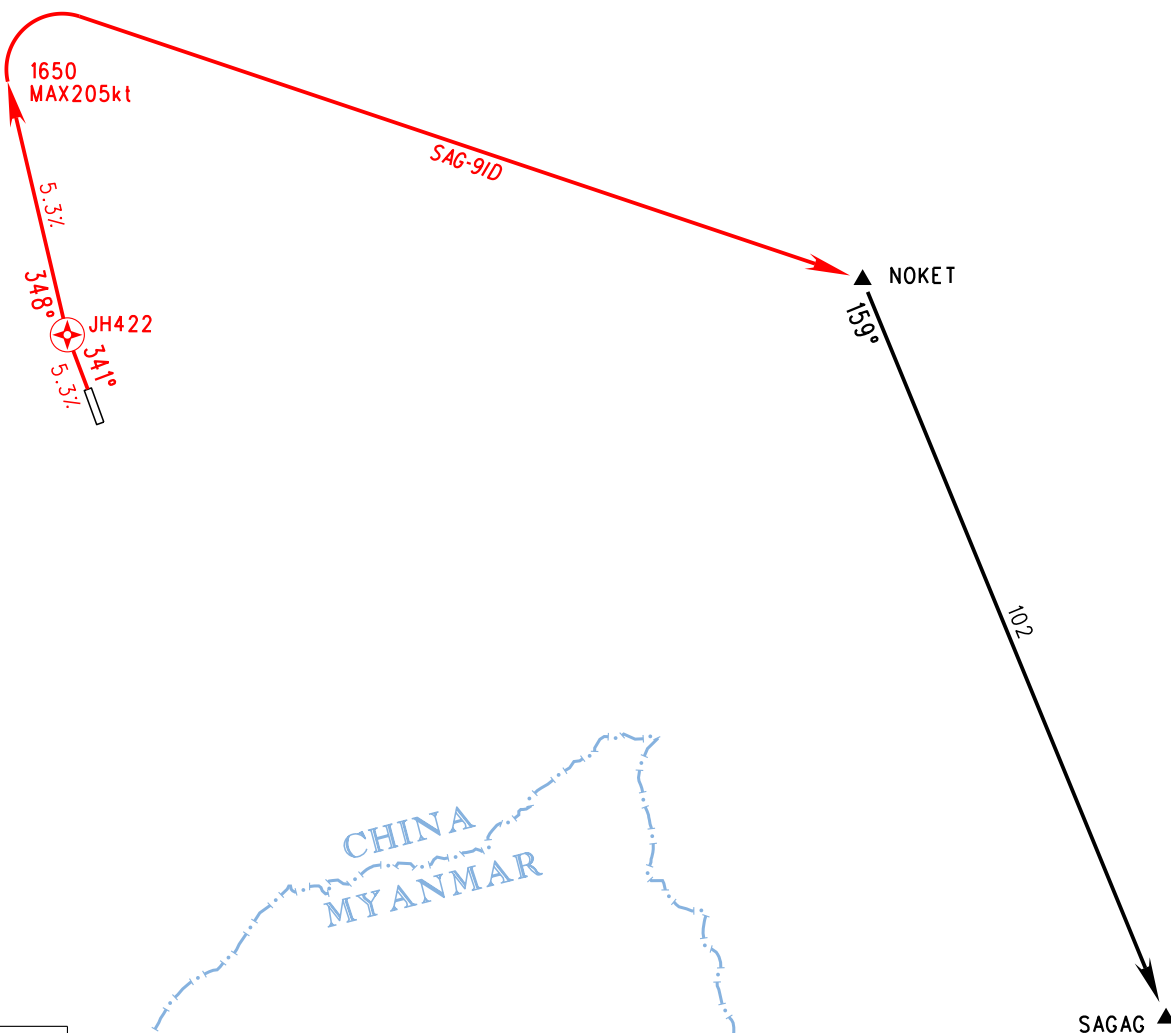 1650
MAX205kt
SAG-91D
5.3%
348°
JH422
341°
5.3%
NOKET
159°
102
CHINA
MYANMAR
SAGAG